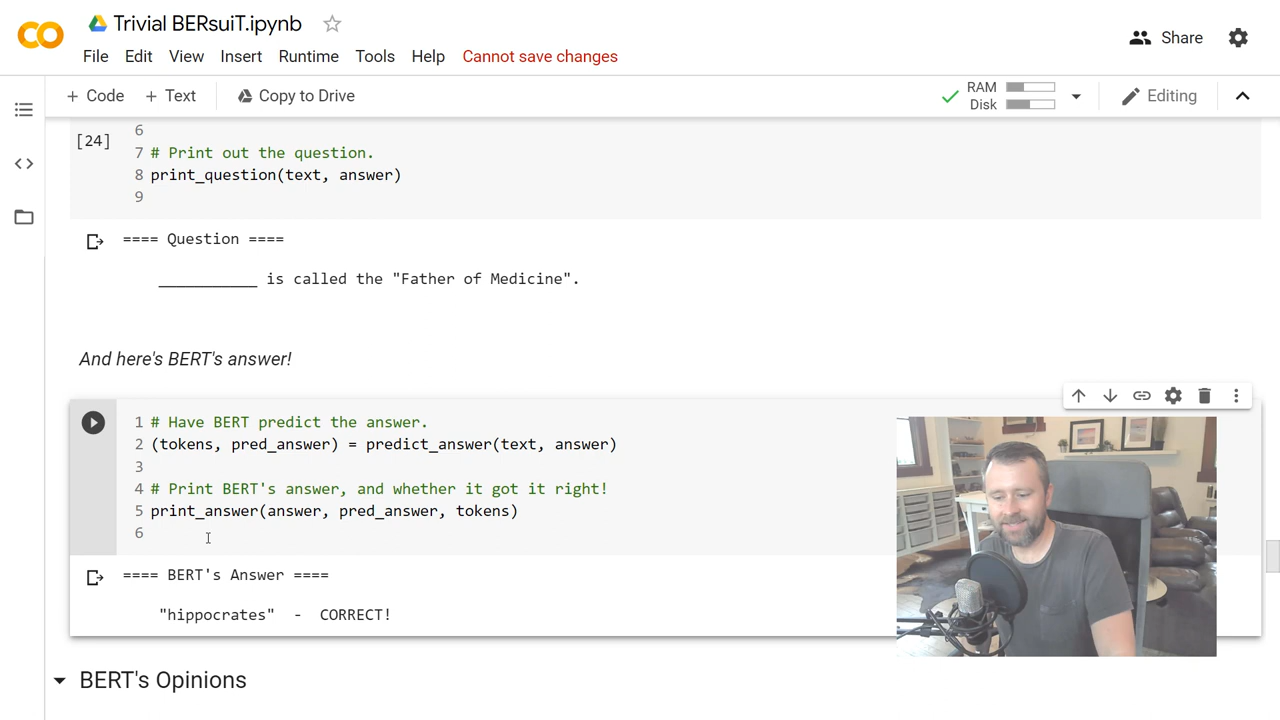 Trivial BERsuiT.ipynb
File Edit View Insert Runtime Tools Help Cannot save changes
Share
+ Code + Text Copy to Drive
RAM
Disk
Editing
6
[24]
7 # Print out the question.
8 print_question(text, answer)
9
==== Question ====
___________ is called the "Father of Medicine".
And here's BERT's answer!
1 # Have BERT predict the answer.
2 (tokens, pred_answer) = predict_answer(text, answer)
3
4 # Print BERT's answer, and whether it got it right!
5 print_answer(answer, pred_answer, tokens)
6
==== BERT's Answer ====
"hippocrates" - CORRECT!
BERT's Opinions